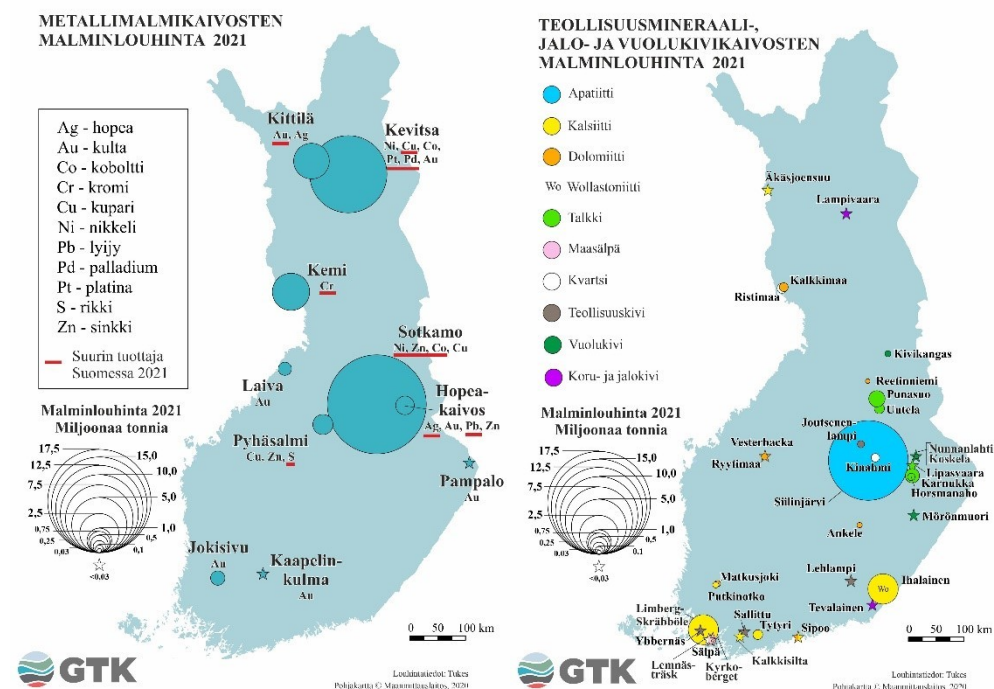 METALLIMALMIKAIVOSTEN
MALMINLOUHINTA 2021
Ag - hopea
Au - kulta
Co - koboltti
Cr - kromi
Cu - kupari
Ni - nikkeli
Pb - lyijy
Pd - palladium
Pt - platina
S - rikki
Zn - sinkki
Suurin tuottaja
Suomessa 2021
Malminlouhinta 2021
Miljoonaa tonnia
17,5
15,0
12,5
10,0
7,5
5,0
2,5
1,0
0,75
0,5
0,25
0,1
0,03
<0,03
Kittilä
Au, Ag
Kevitsa
Ni, Cu, Co,
Pt, Pd, Au
Kemi
Cr
Sotkamo
Ni, Zn, Co, Cu
Laiva
Au
Hopea-
kaivos
Ag, Au, Pb, Zn
Pyhäsalmi
Cu, Zn, S
Pampalo
Au
Jokisivu
Au
Kaapelin-
kulma
Au
0 50 100 km
GTK
Louhintatiedot: Tukes
Pohjakartta © Maanmittauslaitos, 2020
TEOLLISUUSMINERAALI-,
JALO- JA VUOLUKIVIKAIVOSTEN
MALMINLOUHINTA 2021
Apatiitti
Kalsiitti
Dolomiitti
Wo Wollastoniitti
Talkki
Maasälpä
Kvartsi
Teollisuuskivi
Vuolukivi
Koru- ja jalokivi
Malminlouhinta 2021
Miljoonaa tonnia
17,5
15,0
12,5
10,0
7,5
5,0
2,5
1,0
0,75
0,5
0,25
0,1
0,03
<0,03
Äkäsjoensuu
Lampivaara
Kalkkimaa
Ristimaa
Kivikangas
Reetinniemi
Punasuo
Uutela
Joutsenen-
lampi
Vesterbacka
Ryytimaa
Kinahmi
Nunnanlahti
Koskela
Lipasvaara
Karnukka
Horsmanaho
Siilinjärvi
Mörönmuori
Ankele
Lehlampi
Ihalainen
Wo
Matkusjoki
Putkinotko
Tevalainen
Limberg-
Skräbböle
Sallittu
Tytyri
Sipoo
Ybbernäs
Sälpä
Kalkkisilta
Lemnäs-
träsk
Kyrko-
berget
0 50 100 km
GTK
Louhintatiedot: Tukes
Pohjakartta © Maanmittauslaitos, 2020